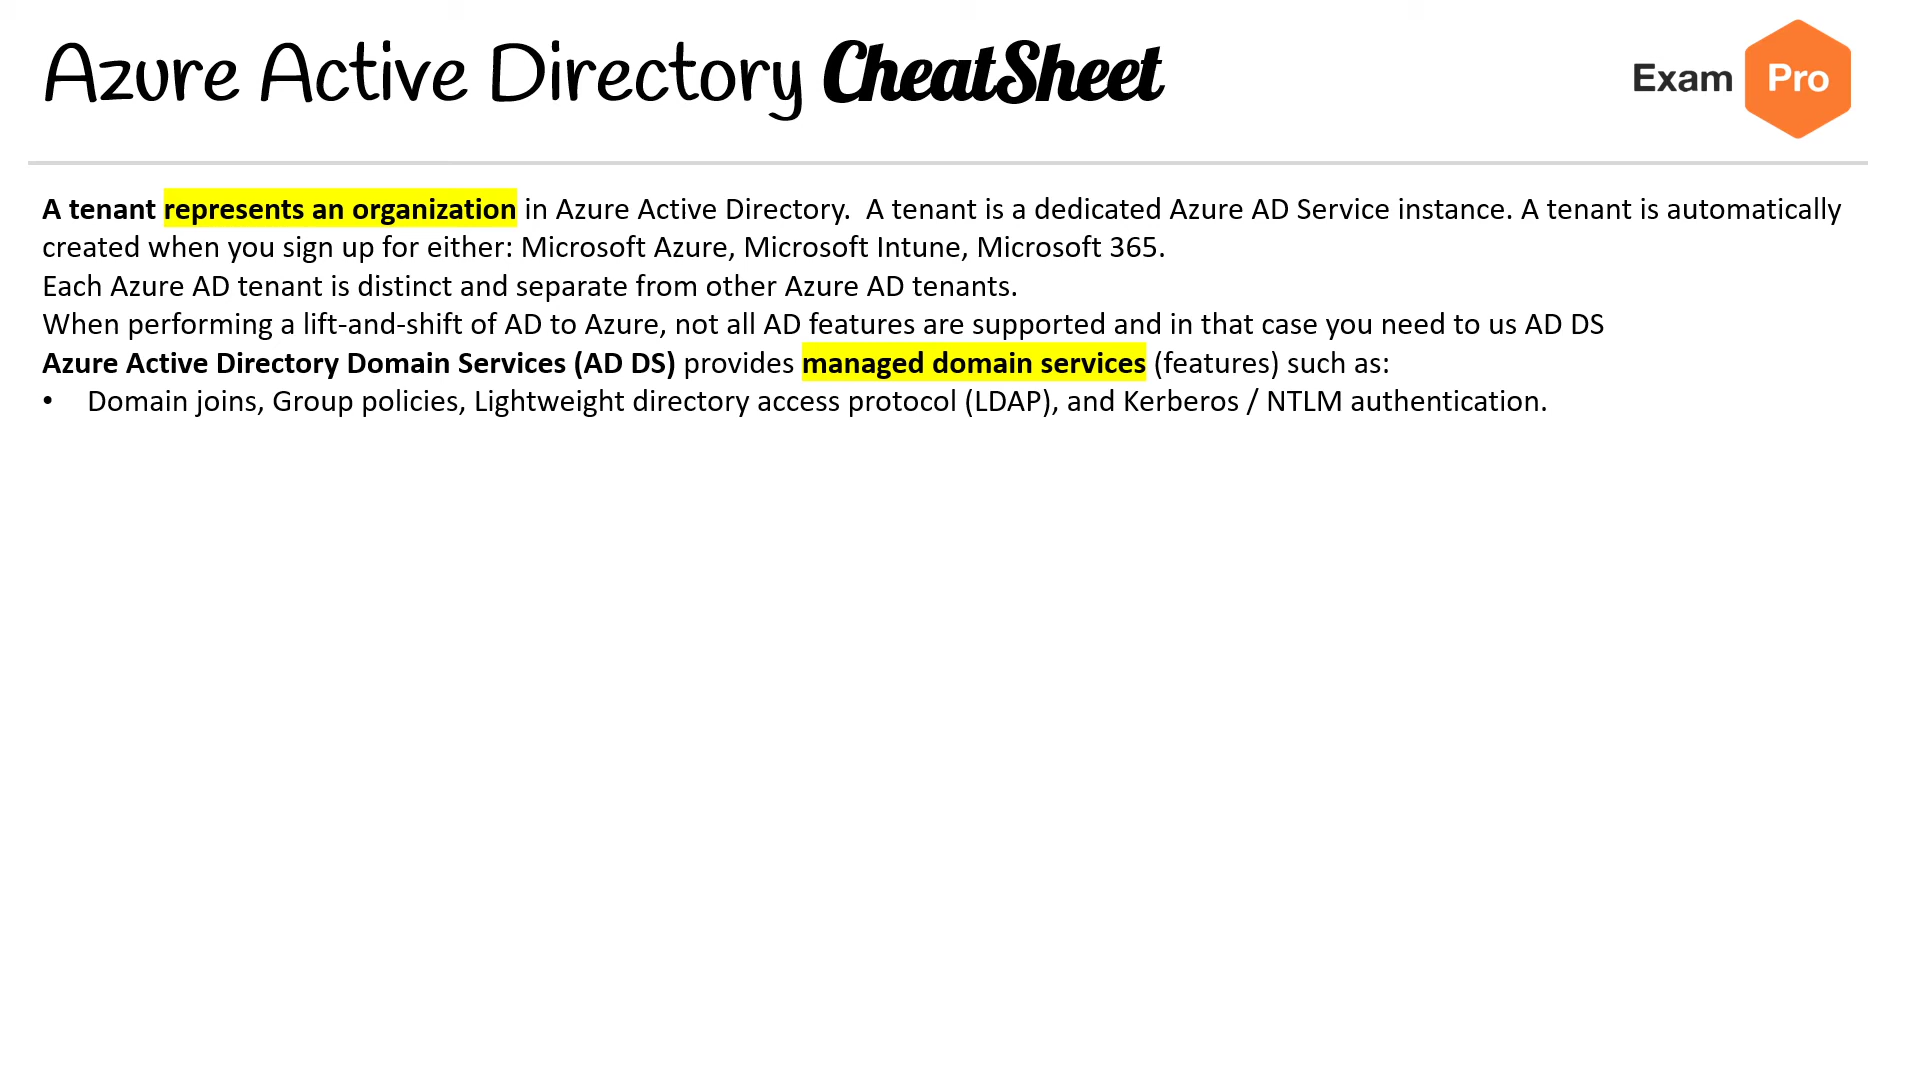 Azure Active Directory CheatSheet
Exam Pro
A tenant represents an organization in Azure Active Directory.  A tenant is a dedicated Azure AD Service instance. A tenant is automatically
created when you sign up for either: Microsoft Azure, Microsoft Intune, Microsoft 365.
Each Azure AD tenant is distinct and separate from other Azure AD tenants.
When performing a lift-and-shift of AD to Azure, not all AD features are supported and in that case you need to us AD DS
Azure Active Directory Domain Services (AD DS) provides managed domain services (features) such as:
• Domain joins, Group policies, Lightweight directory access protocol (LDAP), and Kerberos / NTLM authentication.